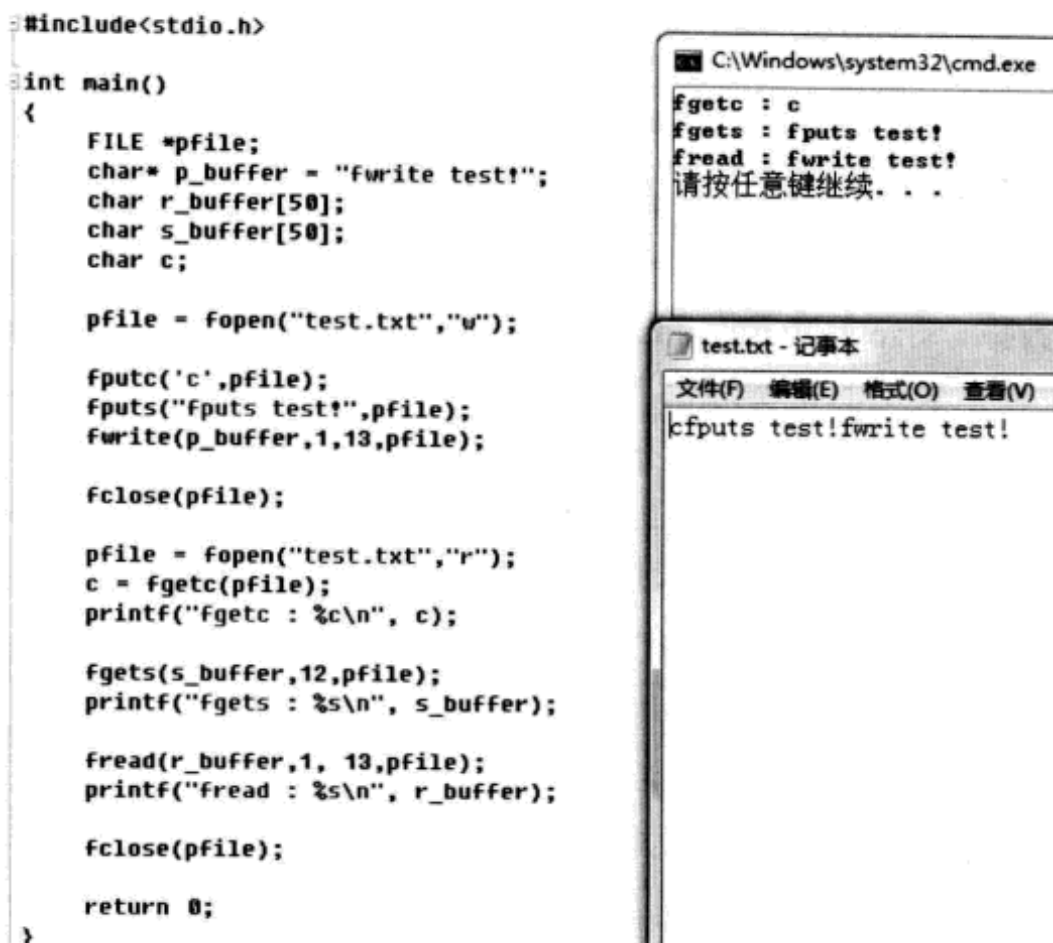 #include<stdio.h>
int main()
{
FILE *pfile;
char* p_buffer = "fwrite test!";
char r_buffer[50];
char s_buffer[50];
char c;
pfile = fopen("test.txt","w");
fputc('c',pfile);
fputs("fputs test!",pfile);
fwrite(p_buffer,1,13,pfile);
fclose(pfile);
pfile = fopen("test.txt","r");
c = fgetc(pfile);
printf("fgetc : %c\n", c);
fgets(s_buffer,12,pfile);
printf("fgets : %s\n", s_buffer);
fread(r_buffer,1, 13,pfile);
printf("fread : %s\n", r_buffer);
fclose(pfile);
return 0;
}
C:\Windows\system32\cmd.exe
fgetc : c
fgets : fputs test!
fread : fwrite test!
请按任意键继续. . .
test.txt - 记事本
文件(F) 编辑(E) 格式(O) 查看(V)
cfputs test!fwrite test!